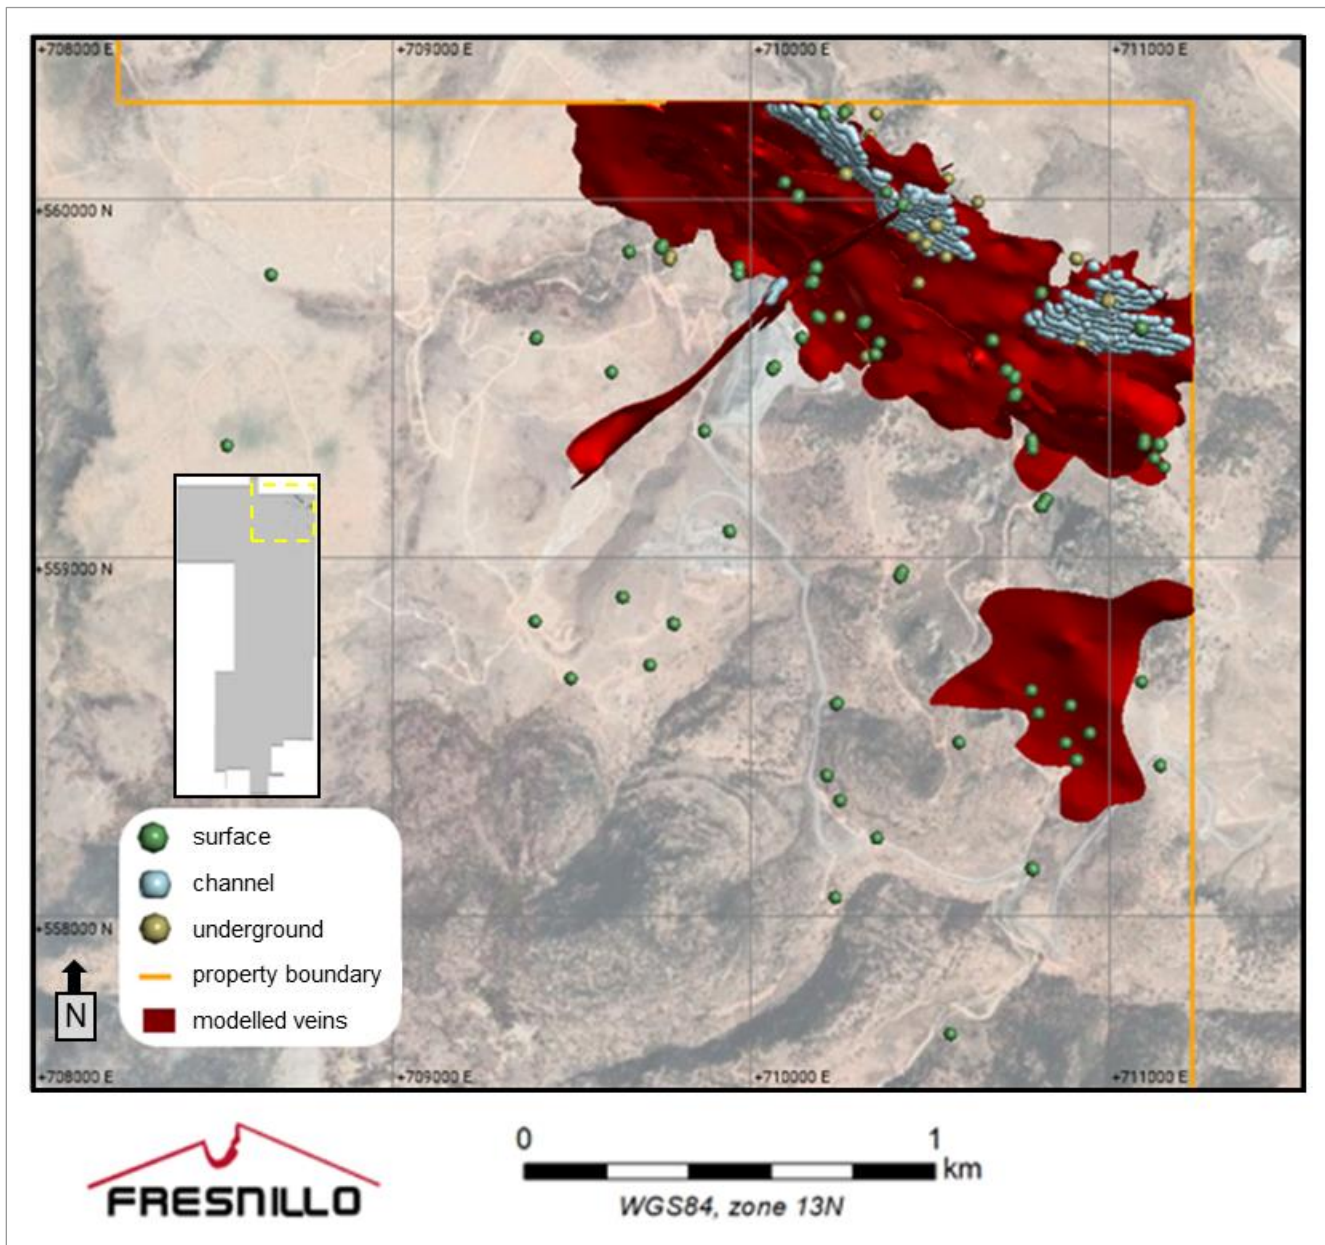 +708000 E +709000 E +710000 E +711000 E
+560000 N
+559000 N
surface
channel
underground
+558000 N
property boundary
N
modelled veins
+708000 E +709000 E +710000 E +711000 E
0 1
km
FRESNILLO
WGS84, zone 13N